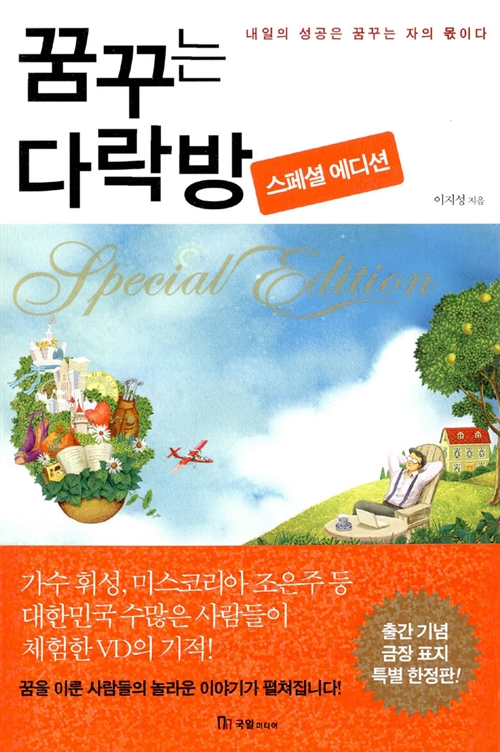 내일의 성공은 꿈꾸는 자의 몫이다
꿈꾸는
다락방
스페셜 에디션
이지성 지음
Special Edition
가수 휘성, 미스코리아 조은주 등
대한민국 수많은 사람들이
체험한 VD의 기적!
꿈을 이룬 사람들의 놀라운 이야기가 펼쳐집니다!
출간 기념
금장 표지
특별 한정판!
국일미디어